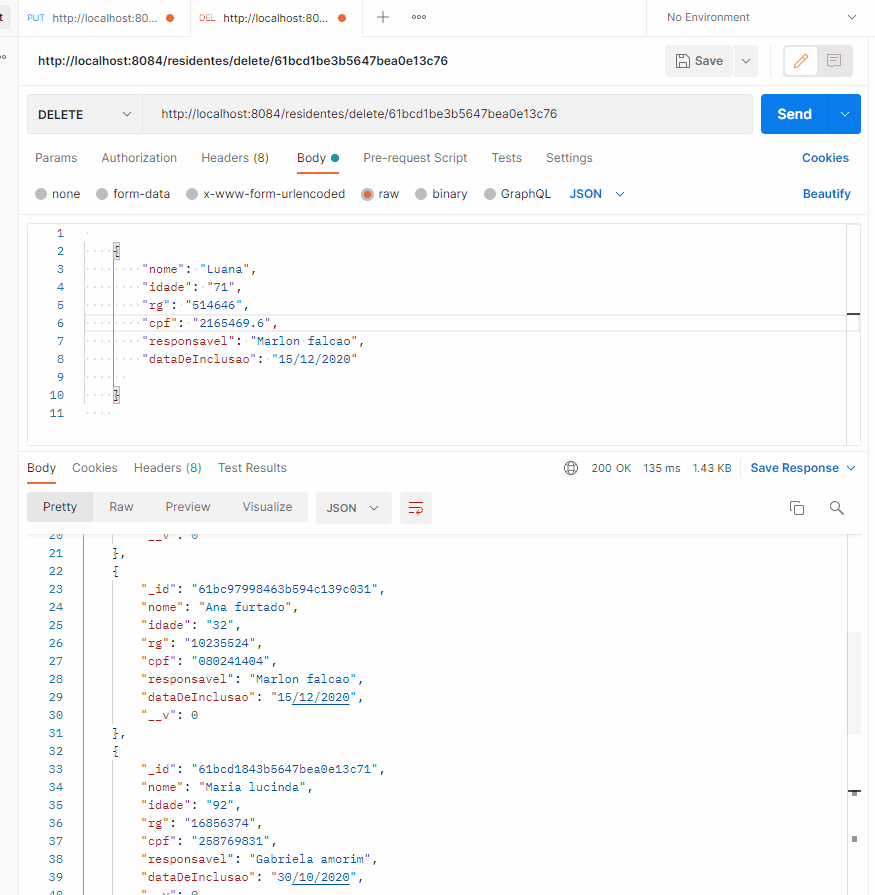 t PUT http://localhost:80... DEL http://localhost:80... + ooo No Environment
http://localhost:8084/residentes/delete/61bcd1be3b5647bea0e13c76 Save
DELETE http://localhost:8084/residentes/delete/61bcd1be3b5647bea0e13c76 Send
Params Authorization Headers (8) Body Pre-request Script Tests Settings Cookies
none form-data x-www-form-urlencoded raw binary GraphQL JSON Beautify
1
2 {
3 "nome": "Luana",
4 "idade": "71",
5 "rg": "514646",
6 "cpf": "2165469.6",
7 "responsavel": "Marlon falcao",
8 "dataDeInclusao": "15/12/2020"
9
10 }
11
Body Cookies Headers (8) Test Results 200 OK 135 ms 1.43 KB Save Response
Pretty Raw Preview Visualize JSON
20 "__v": 0
21 },
22 {
23 "_id": "61bc97998463b594c139c031",
24 "nome": "Ana furtado",
25 "idade": "32",
26 "rg": "10235524",
27 "cpf": "080241404",
28 "responsavel": "Marlon falcao",
29 "dataDeInclusao": "15/12/2020",
30 "__v": 0
31 },
32 {
33 "_id": "61bcd1843b5647bea0e13c71",
34 "nome": "Maria lucinda",
35 "idade": "92",
36 "rg": "16856374",
37 "cpf": "258769831",
38 "responsavel": "Gabriela amorim",
39 "dataDeInclusao": "30/10/2020",
40 "__v": 0